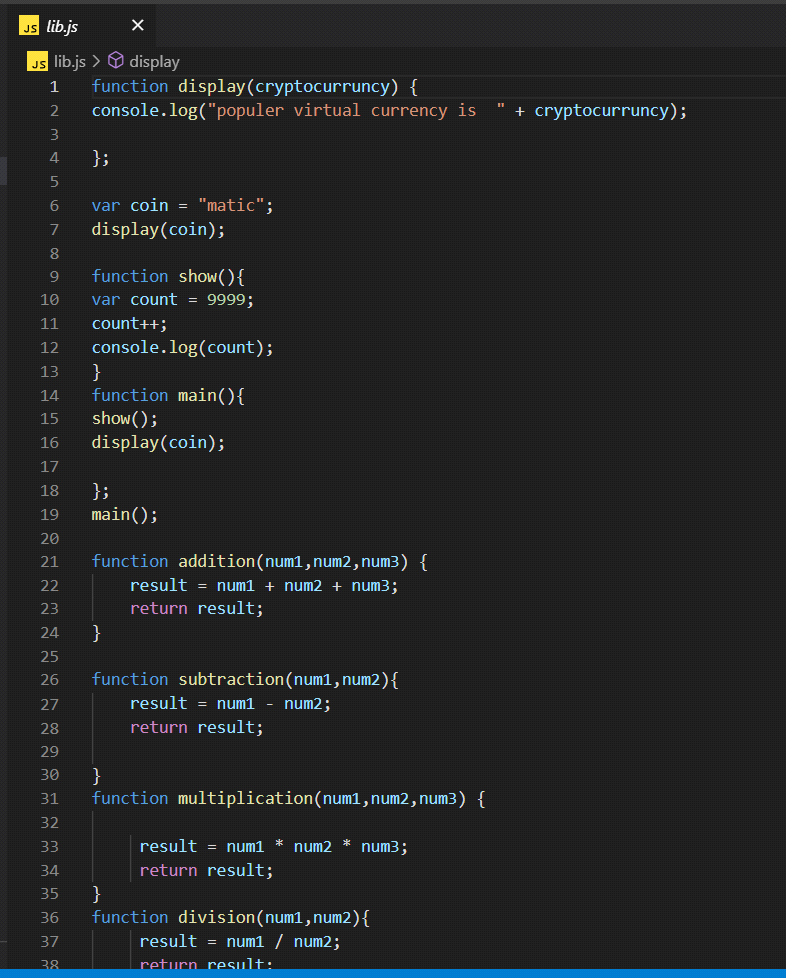 JS lib.js ×
JS lib.js > display
1 function display(cryptocurruncy) {
2 console.log("populer virtual currency is  " + cryptocurruncy);
3
4 };
5
6 var coin = "matic";
7 display(coin);
8
9 function show(){
10 var count = 9999;
11 count++;
12 console.log(count);
13 }
14 function main(){
15 show();
16 display(coin);
17
18 };
19 main();
20
21 function addition(num1,num2,num3) {
22     result = num1 + num2 + num3;
23     return result;
24 }
25
26 function subtraction(num1,num2){
27     result = num1 - num2;
28     return result;
29
30 }
31 function multiplication(num1,num2,num3) {
32
33      result = num1 * num2 * num3;
34      return result;
35 }
36 function division(num1,num2){
37      result = num1 / num2;
38      return result;